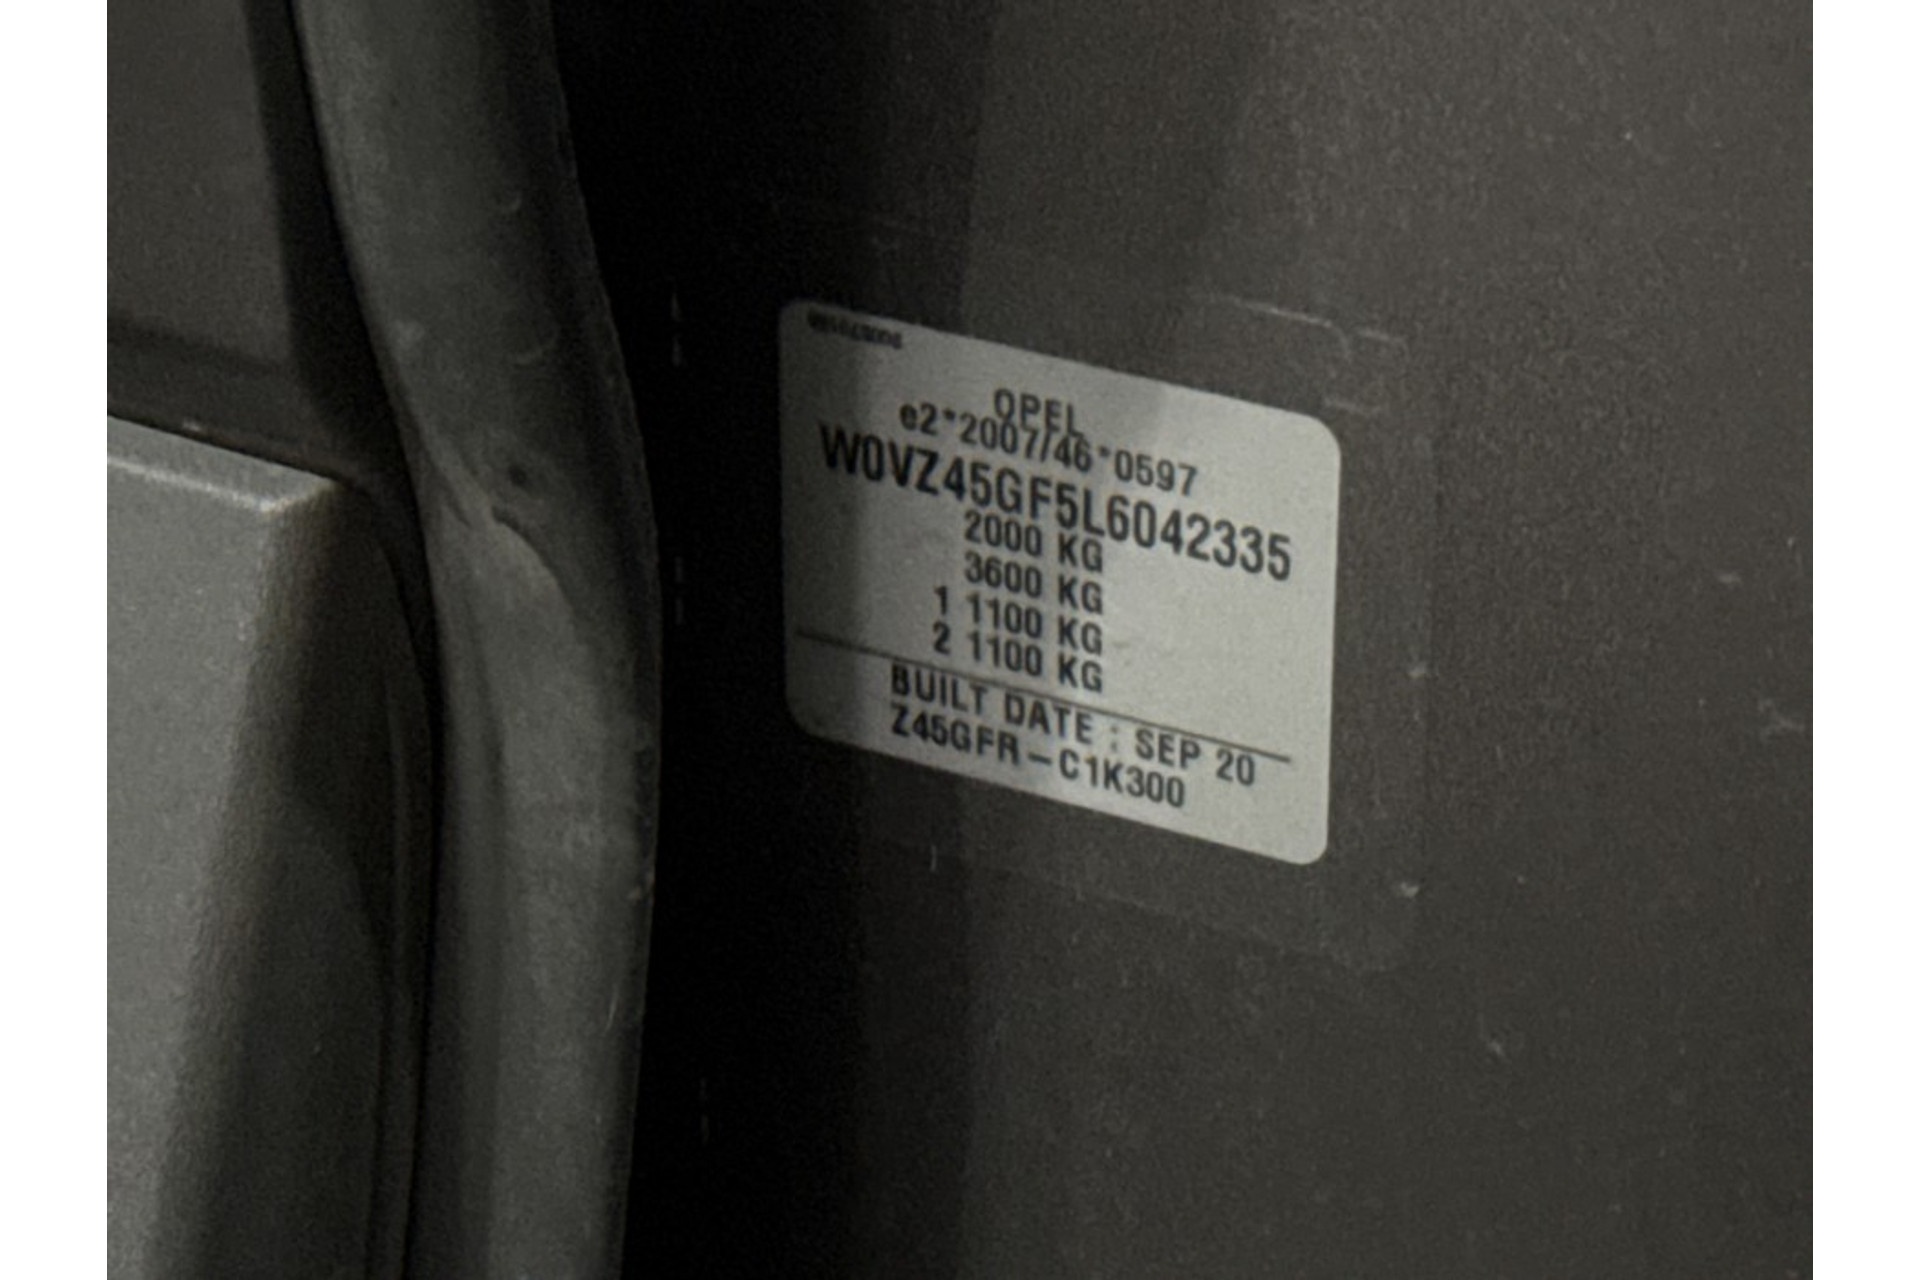 OPEL
e2*2007/46*0597
W0VZ45GF5L6042335
2000 KG
3600 KG
1 1100 KG
2 1100 KG
BUILT DATE : SEP 20
Z45GFR-C1K300